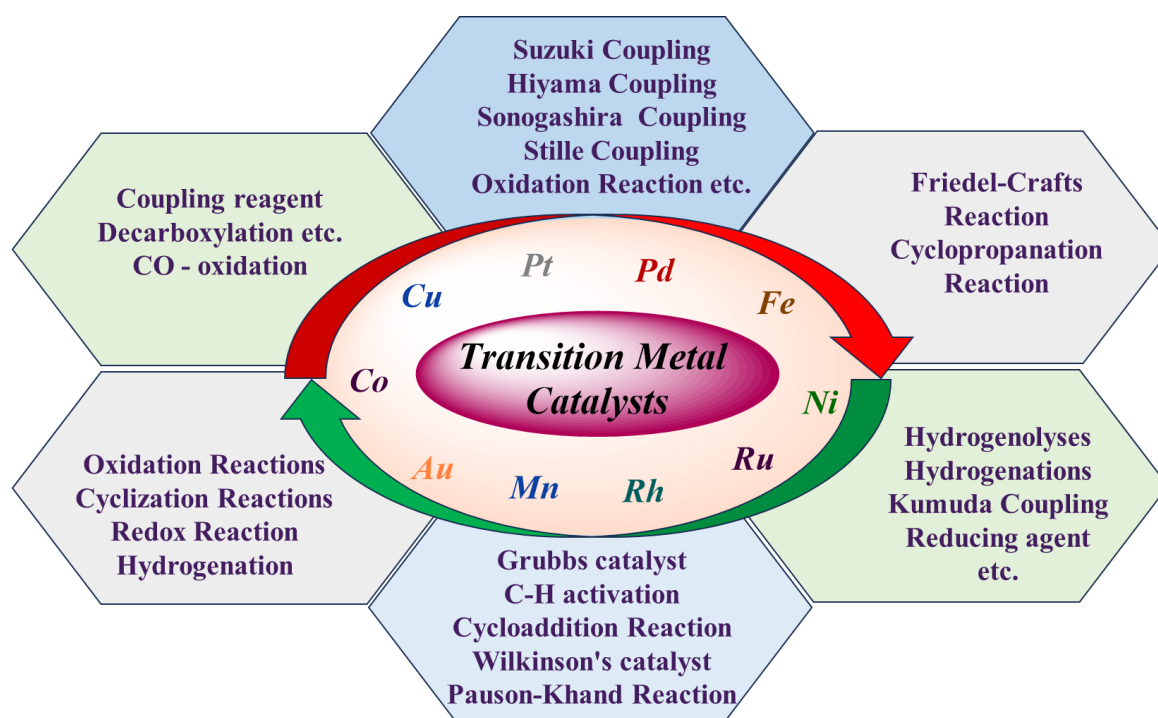 Suzuki Coupling
Hiyama Coupling
Sonogashira Coupling
Stille Coupling
Oxidation Reaction etc.
Friedel-Crafts
Reaction
Cyclopropanation
Reaction
Hydrogenolyses
Hydrogenations
Kumuda Coupling
Reducing agent
etc.
Grubbs catalyst
C-H activation
Cycloaddition Reaction
Wilkinson's catalyst
Pauson-Khand Reaction
Oxidation Reactions
Cyclization Reactions
Redox Reaction
Hydrogenation
Coupling reagent
Decarboxylation etc.
CO - oxidation
Pt
Pd
Fe
Ni
Ru
Rh
Mn
Au
Co
Cu
Transition Metal
Catalysts